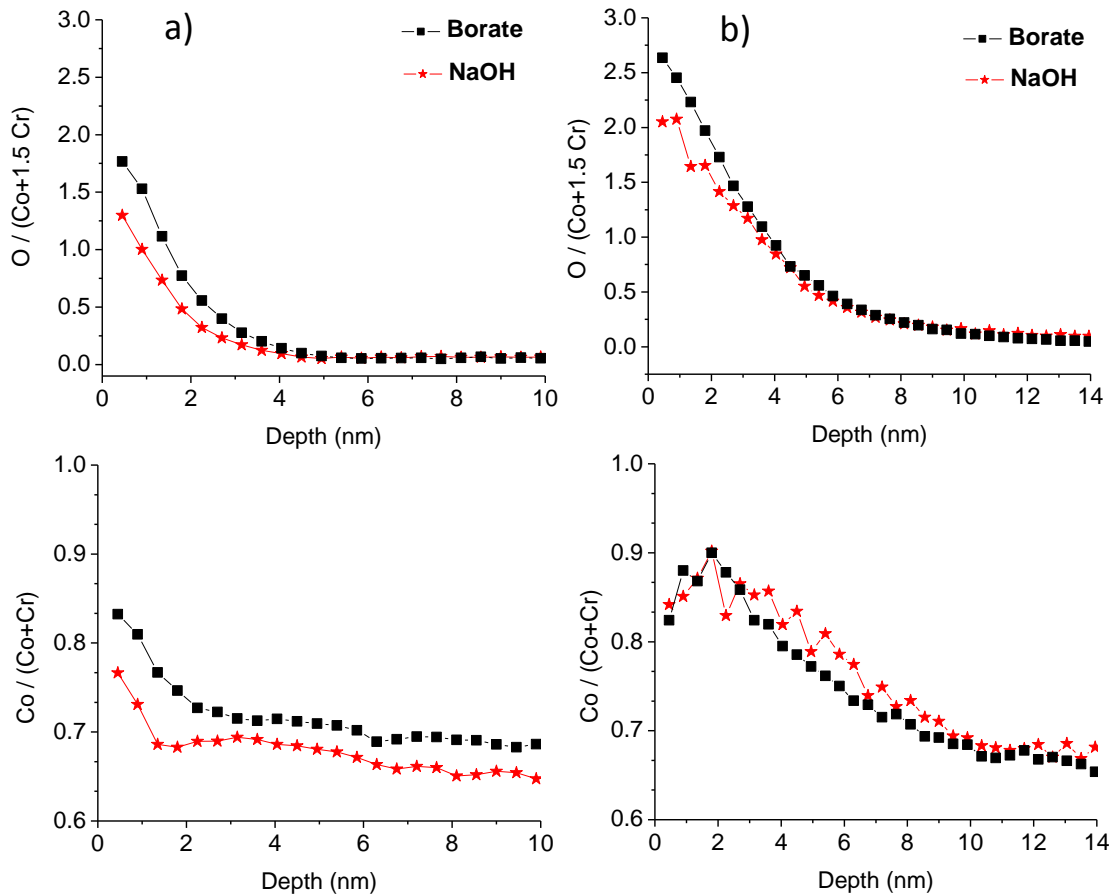 a)
Borate
NaOH
3.0
2.5
2.0
1.5
1.0
0.5
0.0
O / (Co+1.5 Cr)
0 2 4 6 8 10
Depth (nm)
b)
Borate
NaOH
3.0
2.5
2.0
1.5
1.0
0.5
0.0
O / (Co+1.5 Cr)
0 2 4 6 8 10 12 14
Depth (nm)
1.0
0.9
0.8
0.7
0.6
Co / (Co+Cr)
0 2 4 6 8 10
Depth (nm)
1.0
0.9
0.8
0.7
0.6
Co / (Co+Cr)
0 2 4 6 8 10 12 14
Depth (nm)